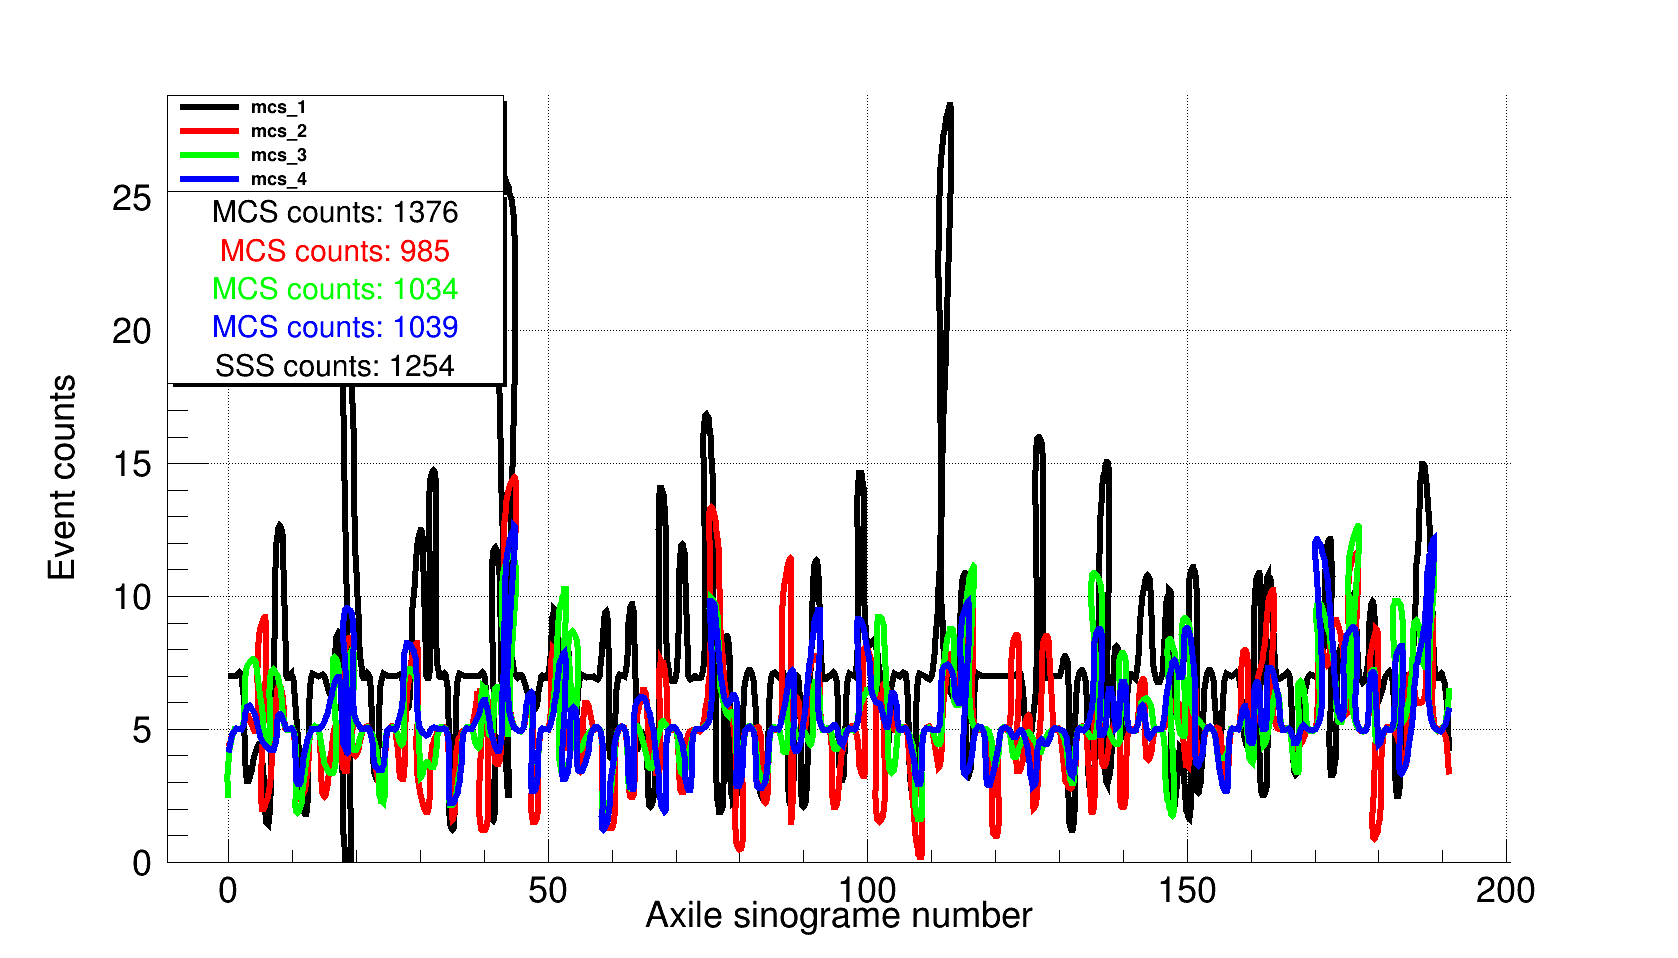 mcs_1
mcs_2
mcs_3
mcs_4
MCS counts: 1376
MCS counts: 985
MCS counts: 1034
MCS counts: 1039
SSS counts: 1254
Event counts
25
20
15
10
5
0
0 50 100 150 200
Axile sinograme number